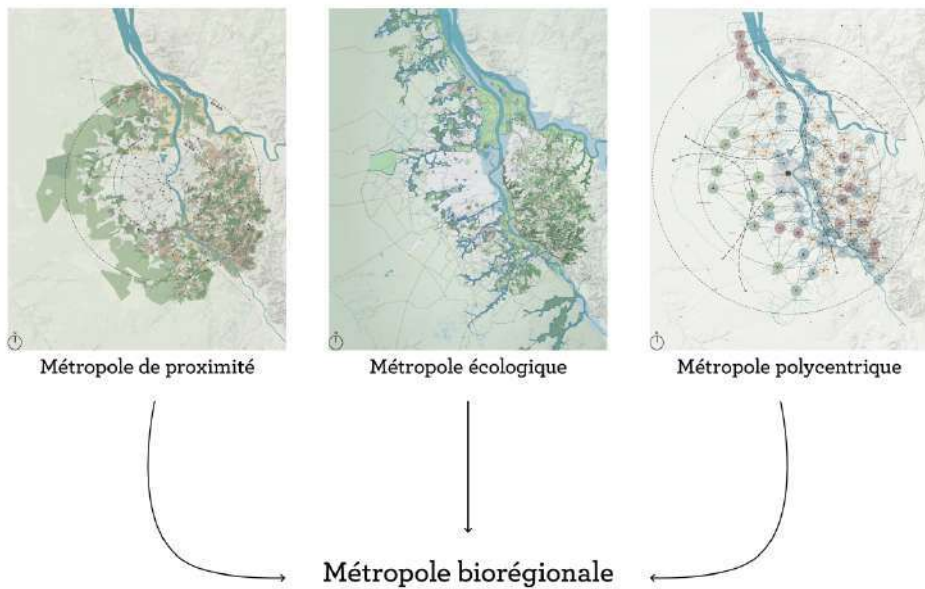 Métropole de proximité
Métropole écologique
Métropole polycentrique
Métropole biorégionale